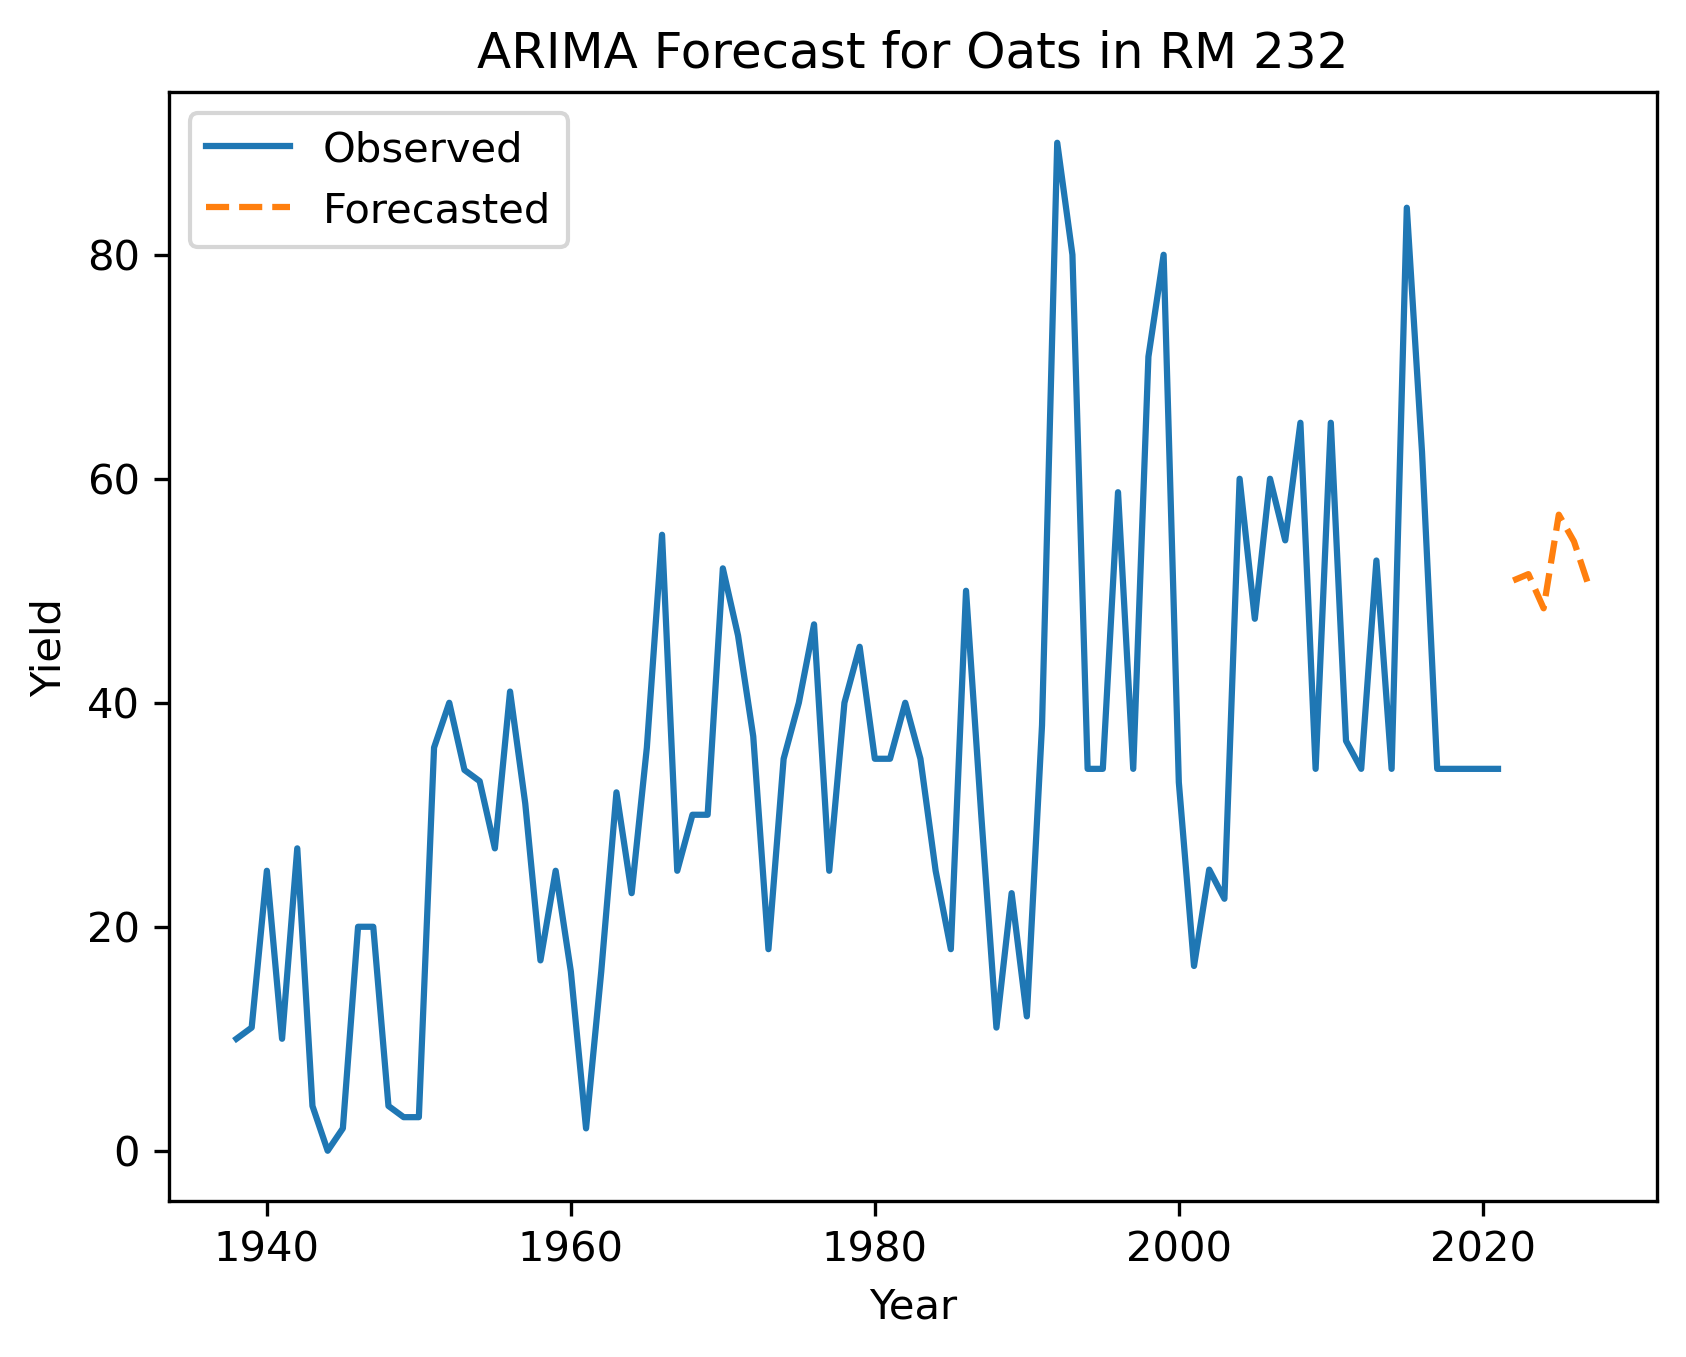 ARIMA Forecast for Oats in RM 232
Observed
Forecasted
80
60
40
20
0
Yield
1940 1960 1980 2000 2020
Year